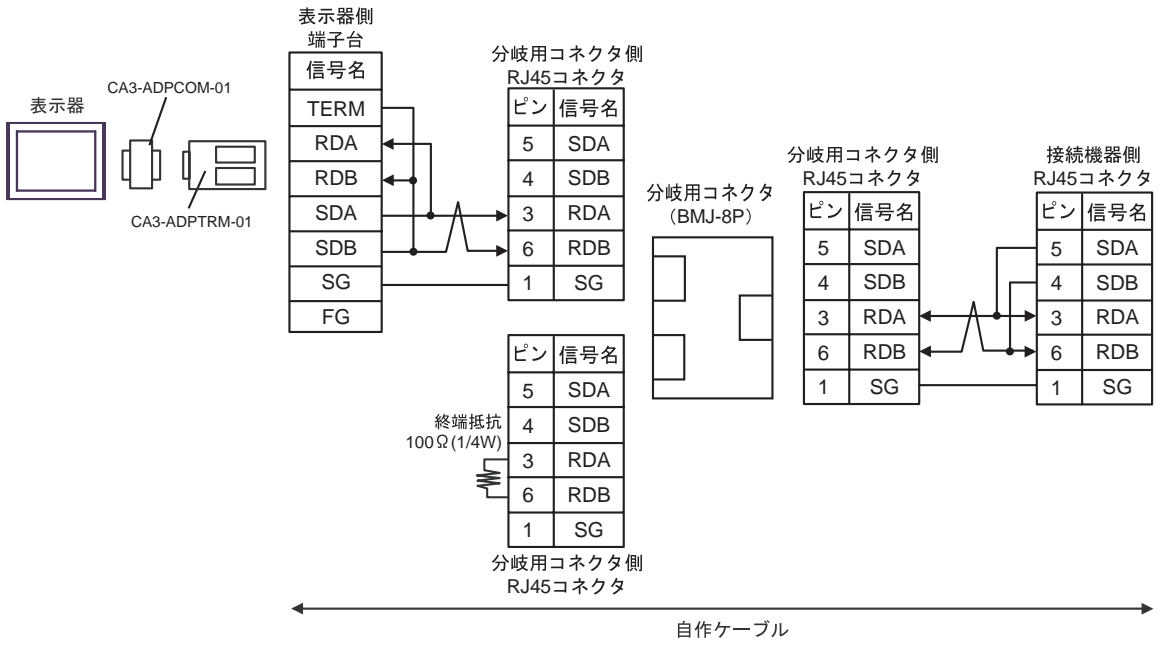 表示器
CA3-ADPCOM-01
CA3-ADPTRM-01
表示器側
端子台
信号名
TERM
RDA
RDB
SDA
SDB
SG
FG
分岐用コネクタ側
RJ45コネクタ
ピン 信号名
5 SDA
4 SDB
3 RDA
6 RDB
1 SG
終端抵抗
100Ω(1/4W)
ピン 信号名
5 SDA
4 SDB
3 RDA
6 RDB
1 SG
分岐用コネクタ側
RJ45コネクタ
分岐用コネクタ
（BMJ-8P）
分岐用コネクタ側
RJ45コネクタ
ピン 信号名
5 SDA
4 SDB
3 RDA
6 RDB
1 SG
接続機器側
RJ45コネクタ
ピン 信号名
5 SDA
4 SDB
3 RDA
6 RDB
1 SG
自作ケーブル